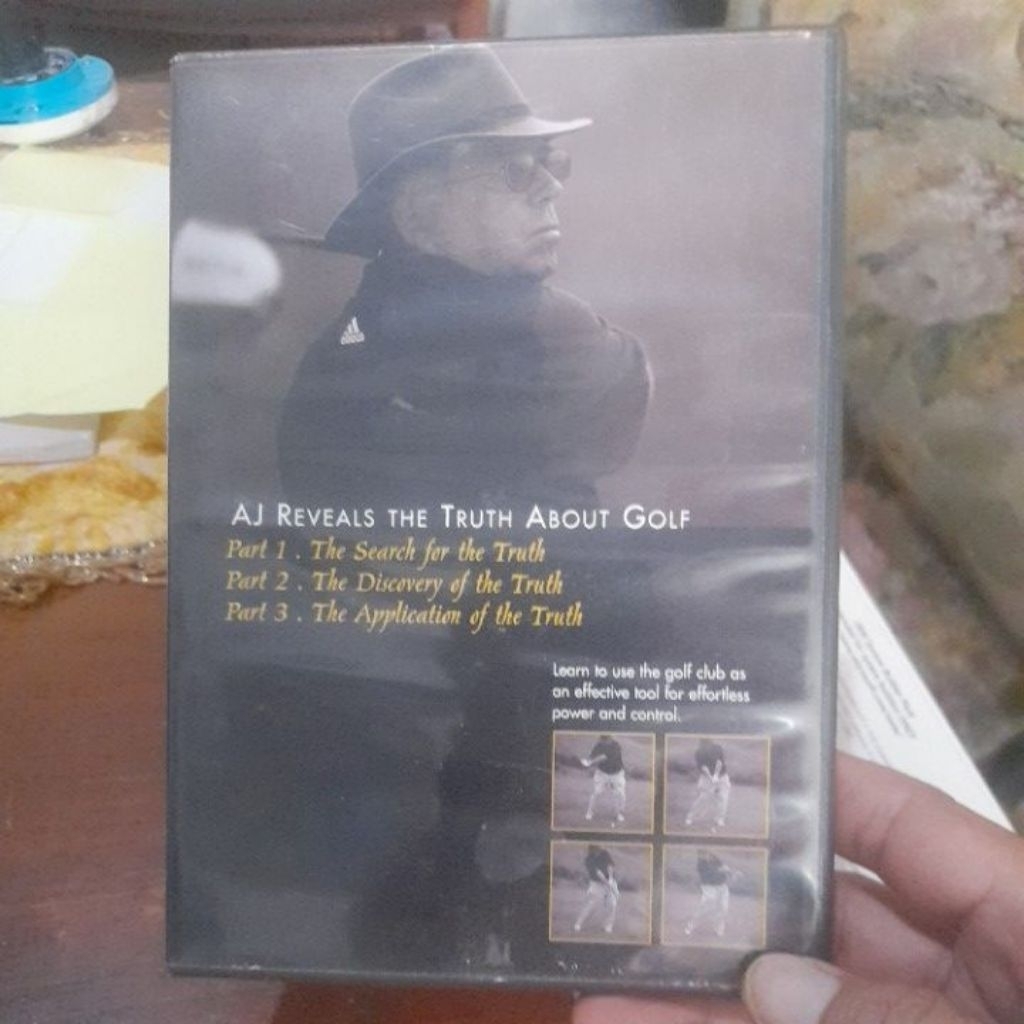 adidas
AJ REVEALS THE TRUTH ABOUT GOLF
Part 1 . The Search for the Truth
Part 2 . The Discovery of the Truth
Part 3 . The Application of the Truth
Learn to use the golf club as
an effective tool for effortless
power and control.